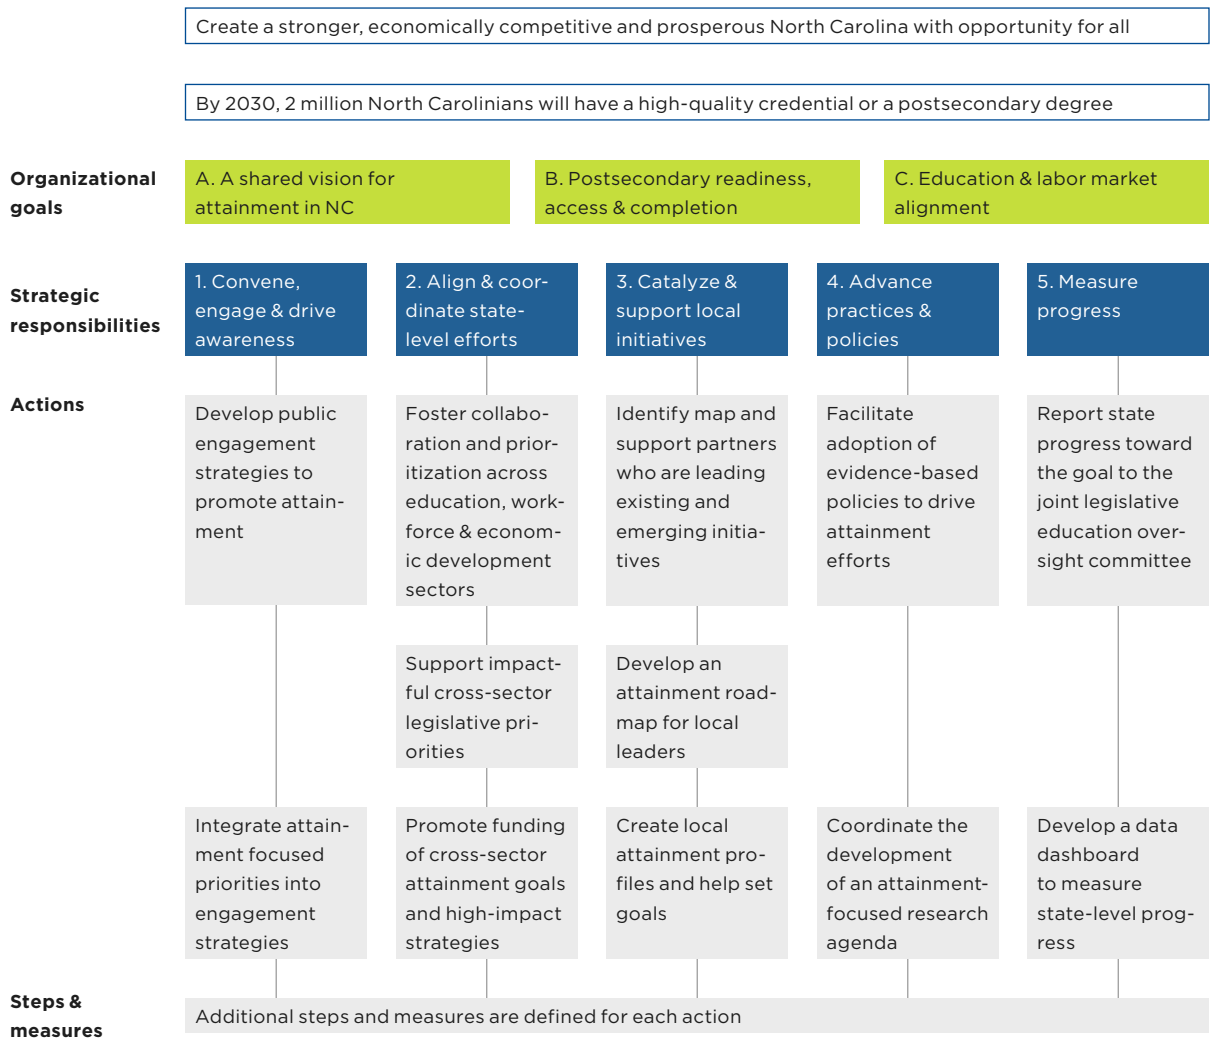 Create a stronger, economically competitive and prosperous North Carolina with opportunity for all
By 2030, 2 million North Carolinians will have a high-quality credential or a postsecondary degree
Organizational
goals
A. A shared vision for
attainment in NC
B. Postsecondary readiness,
access & completion
C. Education & labor market
alignment
Strategic
responsibilities
1. Convene,
engage & drive
awareness
2. Align & coor-
dinate state-
level efforts
3. Catalyze &
support local
initiatives
4. Advance
practices &
policies
5. Measure
progress
Actions
Develop public
engagement
strategies to
promote attain-
ment
Foster collabo-
ration and prior-
itization across
education, work-
force & econom-
ic development
sectors
Identify map and
support partners
who are leading
existing and
emerging initia-
tives
Facilitate
adoption of
evidence-based
policies to drive
attainment
efforts
Report state
progress toward
the goal to the
joint legislative
education over-
sight committee
Support impact-
ful cross-sector
legislative pri-
orities
Develop an
attainment road-
map for local
leaders
Integrate attain-
ment focused
priorities into
engagement
strategies
Promote funding
of cross-sector
attainment goals
and high-impact
strategies
Create local
attainment pro-
files and help set
goals
Coordinate the
development
of an attainment-
focused research
agenda
Develop a data
dashboard
to measure
state-level prog-
ress
Steps &
measures
Additional steps and measures are defined for each action